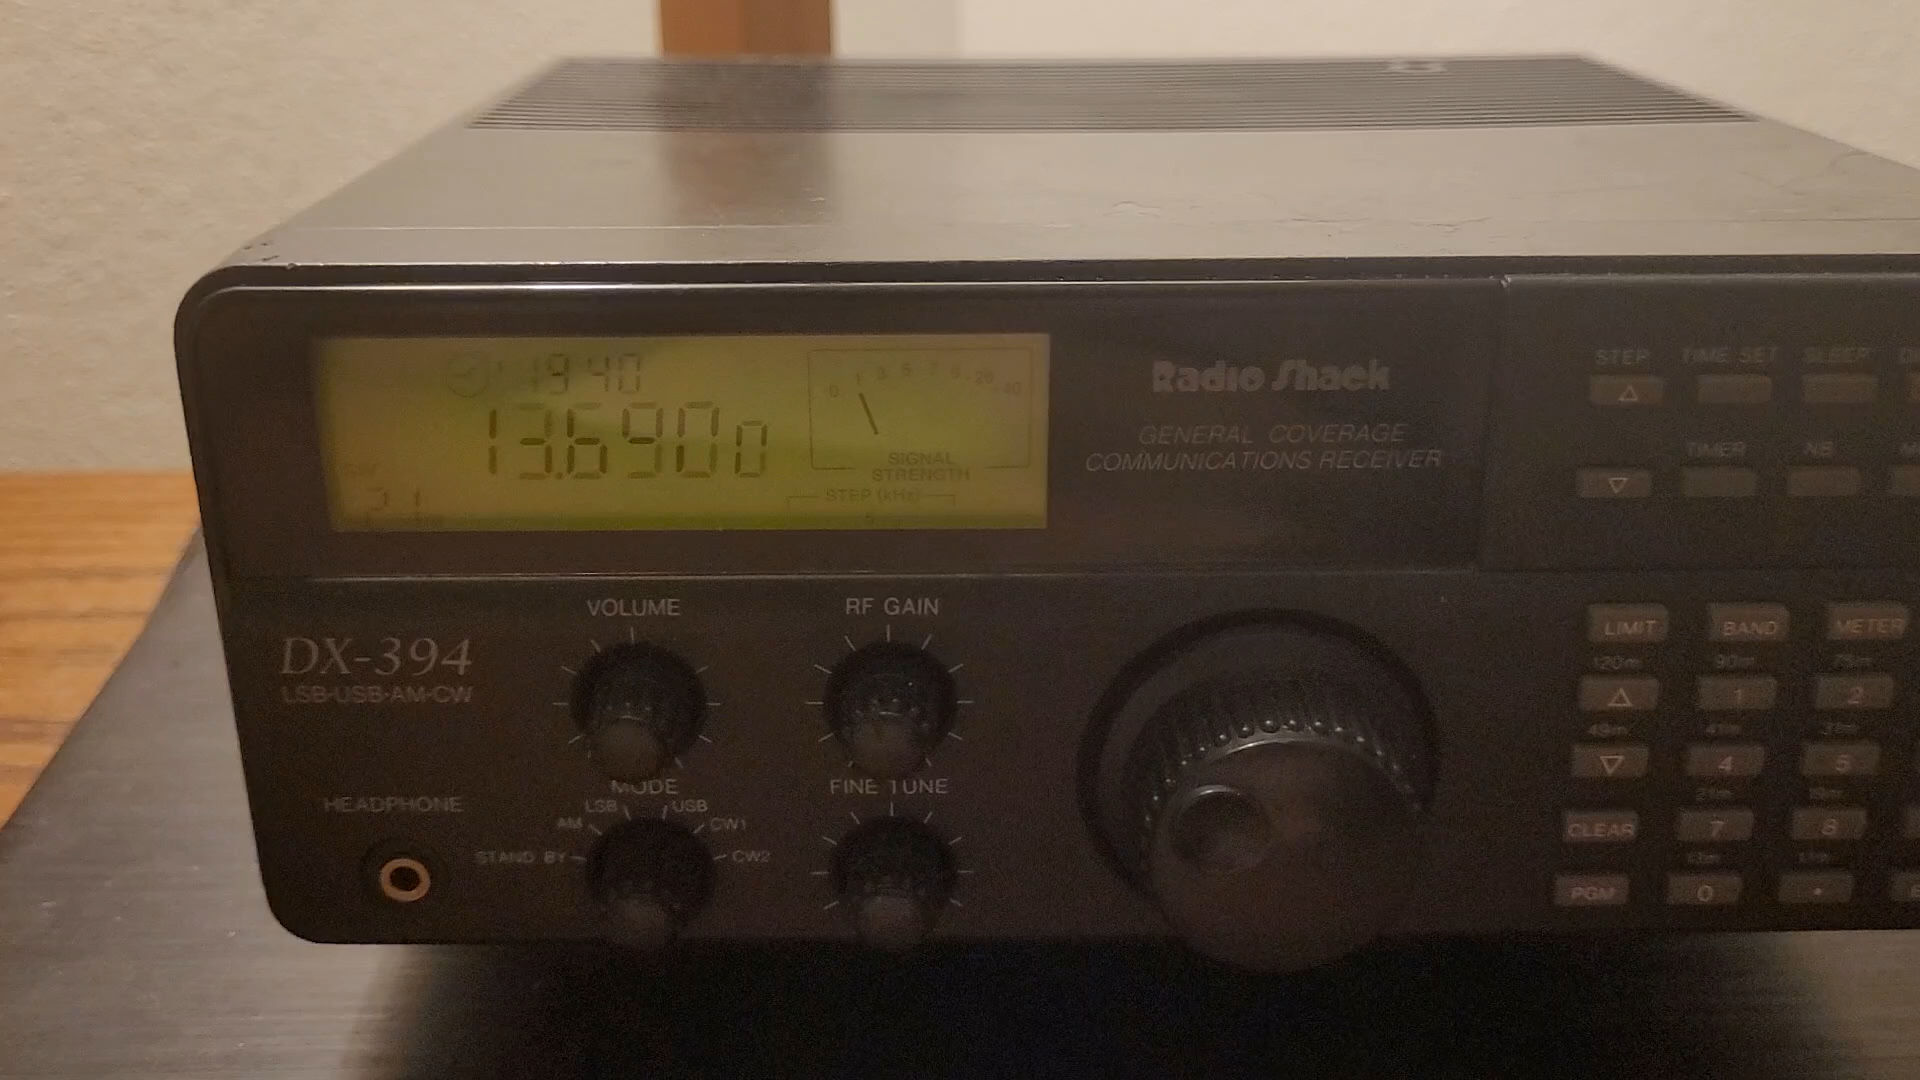 19:40
13.690 0
0 1 3 5 7 9 +20 +40
SIGNAL
STRENGTH
STEP (kHz)
5
Radio Shack
GENERAL COVERAGE
COMMUNICATIONS RECEIVER
STEP TIME SET SLEEP
TIMER NB
DX-394
LSB•USB•AM•CW
HEADPHONE
VOLUME
RF GAIN
MODE
STAND BY AM LSB USB CW1 CW2
FINE TUNE
LIMIT BAND METER
120m 90m
1 2
49m 41m 31m
4 5
21m 19m
CLEAR 7 8
13m 11m
PGM 0 •